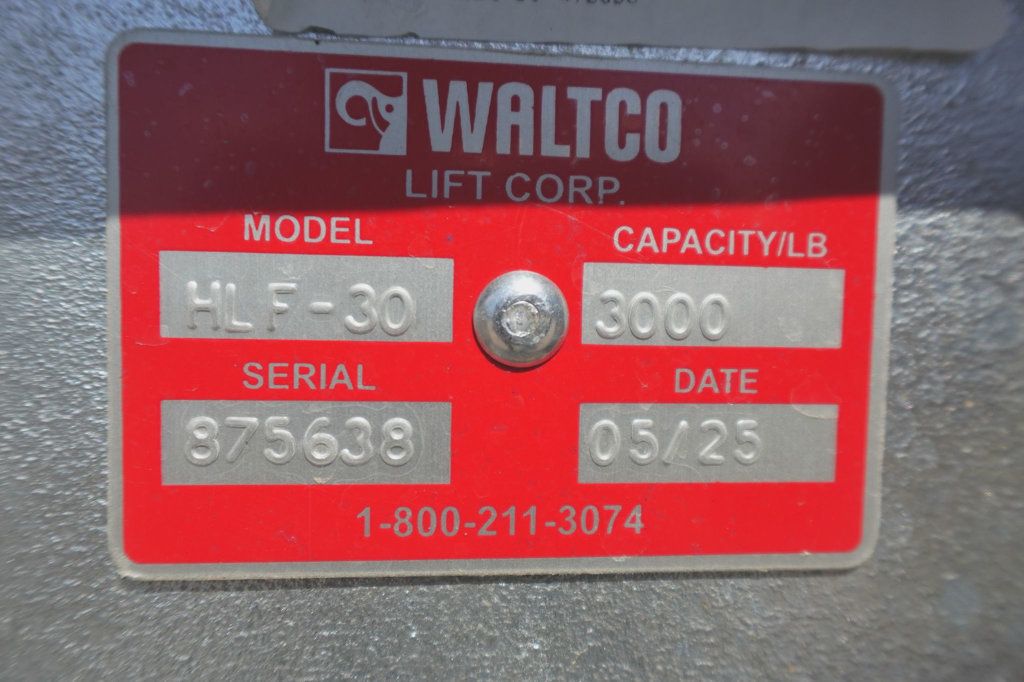 WALTCO
LIFT CORP.
MODEL
CAPACITY/LB
HLF-30
3000
SERIAL
DATE
875638
05/25
1-800-211-3074